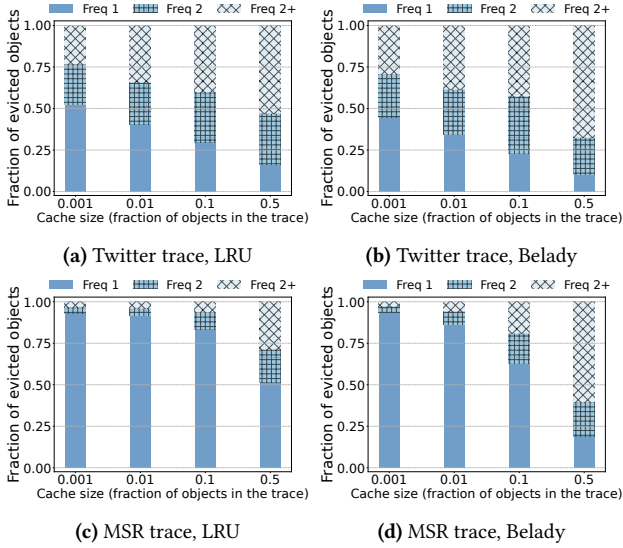 Freq 1 Freq 2 Freq 2+
Fraction of evicted objects
1.00
0.75
0.50
0.25
0.00
0.001 0.01 0.1 0.5
Cache size (fraction of objects in the trace)
(a) Twitter trace, LRU
Freq 1 Freq 2 Freq 2+
Fraction of evicted objects
1.00
0.75
0.50
0.25
0.00
0.001 0.01 0.1 0.5
Cache size (fraction of objects in the trace)
(b) Twitter trace, Belady
Freq 1 Freq 2 Freq 2+
Fraction of evicted objects
1.00
0.75
0.50
0.25
0.00
0.001 0.01 0.1 0.5
Cache size (fraction of objects in the trace)
(c) MSR trace, LRU
Freq 1 Freq 2 Freq 2+
Fraction of evicted objects
1.00
0.75
0.50
0.25
0.00
0.001 0.01 0.1 0.5
Cache size (fraction of objects in the trace)
(d) MSR trace, Belady